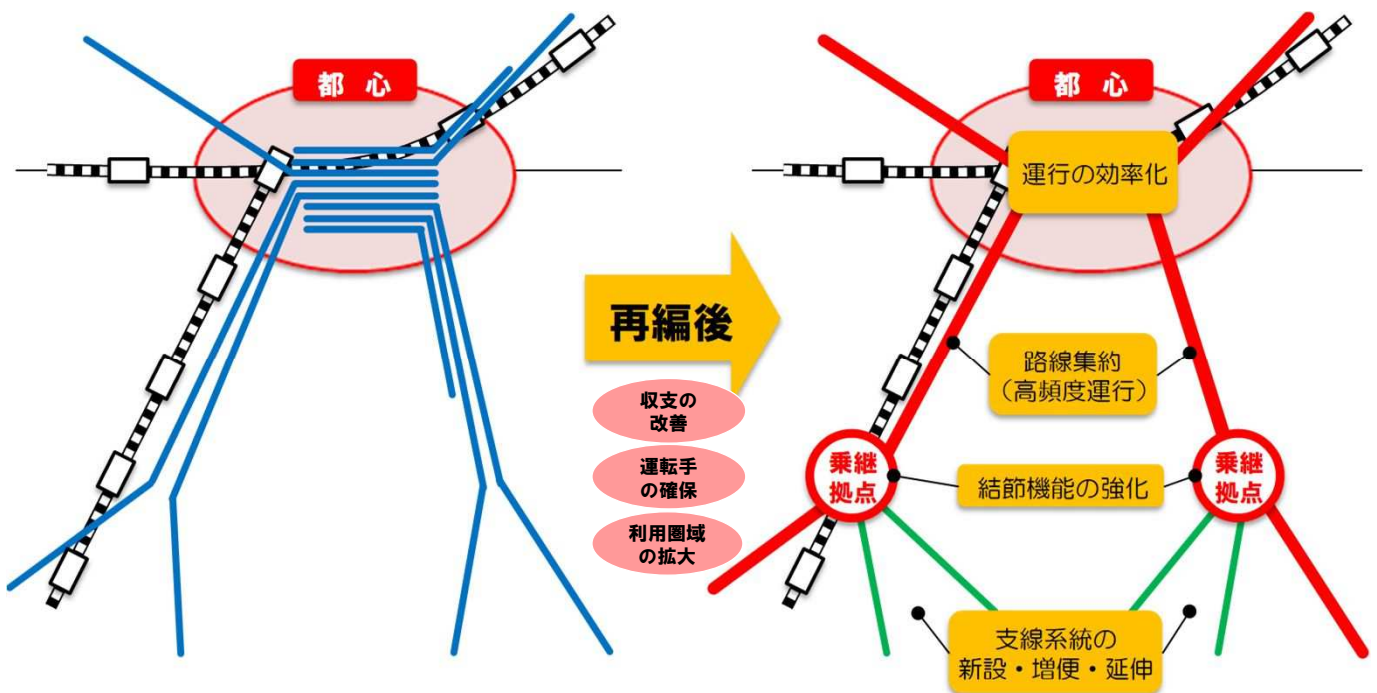 都 心
再編後
収支の
改善
運転手
の確保
利用圏域
の拡大
都 心
運行の効率化
路線集約
（高頻度運行）
乗継
拠点
結節機能の強化
乗継
拠点
支線系統の
新設・増便・延伸